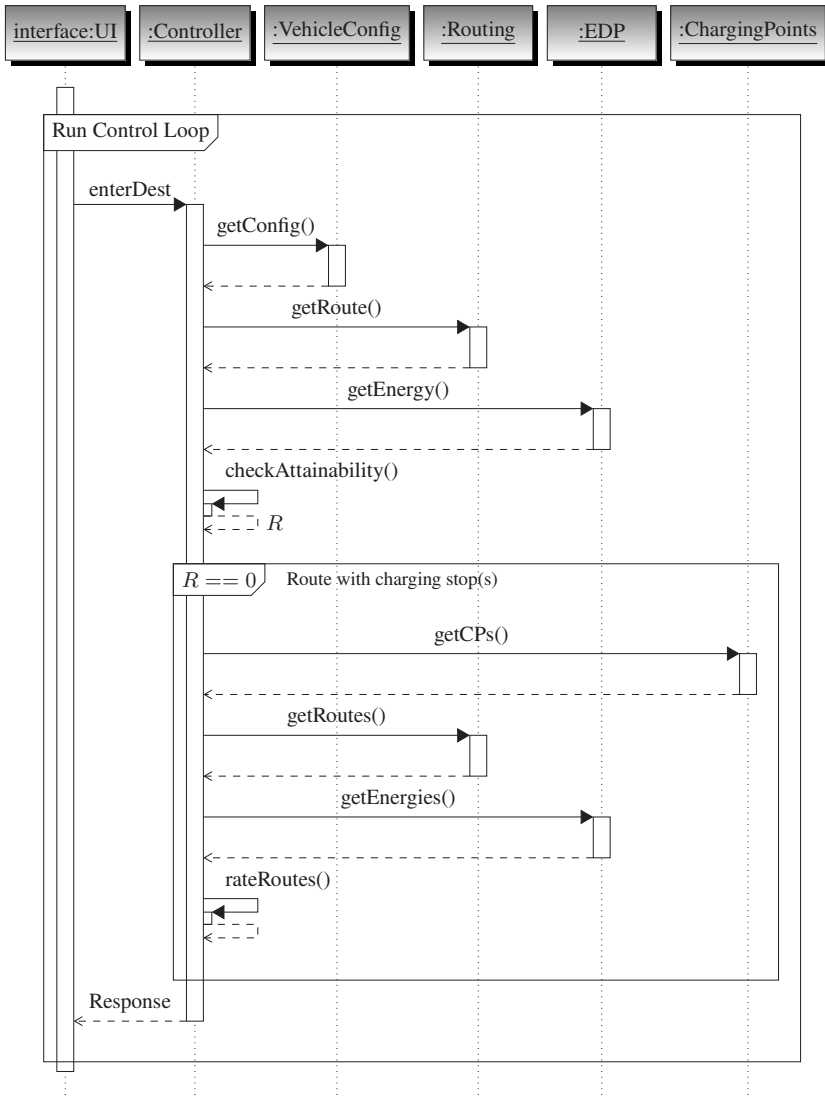 interface:UI
:Controller
:VehicleConfig
:Routing
:EDP
:ChargingPoints
Run Control Loop
enterDest
getConfig()
getRoute()
getEnergy()
checkAttainability()
R
R == 0
Route with charging stop(s)
getCPs()
getRoutes()
getEnergies()
rateRoutes()
Response